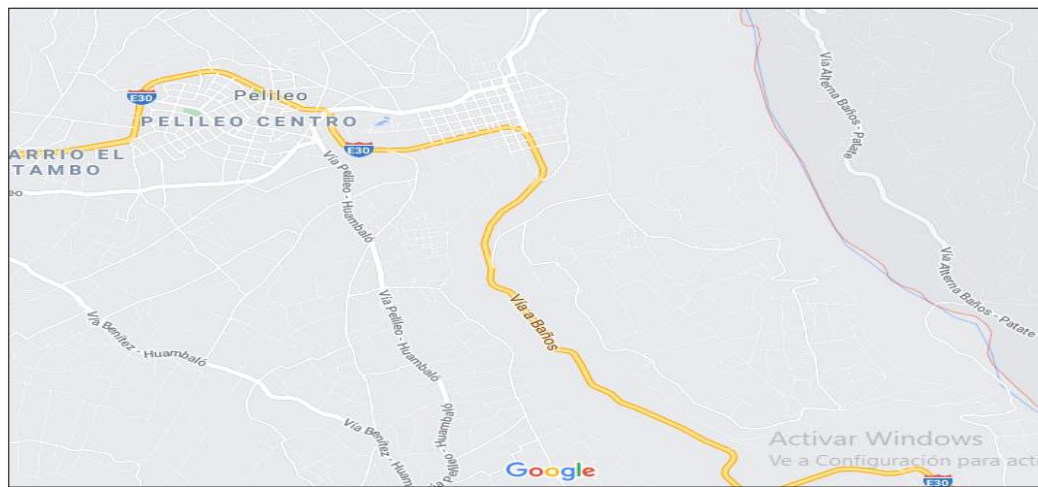 Pelileo
E30
PELILEO CENTRO
ARRIO EL
TAMBO
eo
E30
Vía Pelileo - Huambaló
Vía Pelileo - Huambaló
Pelileo - Huambaló
Vía Benítez - Huambaló
Vía Benítez - Huam
Vía a Baños
Vía Alterna Baños - Patate
Vía Alterna Baños - Patate
E30
Google
Activar Windows
Ve a Configuración para acti